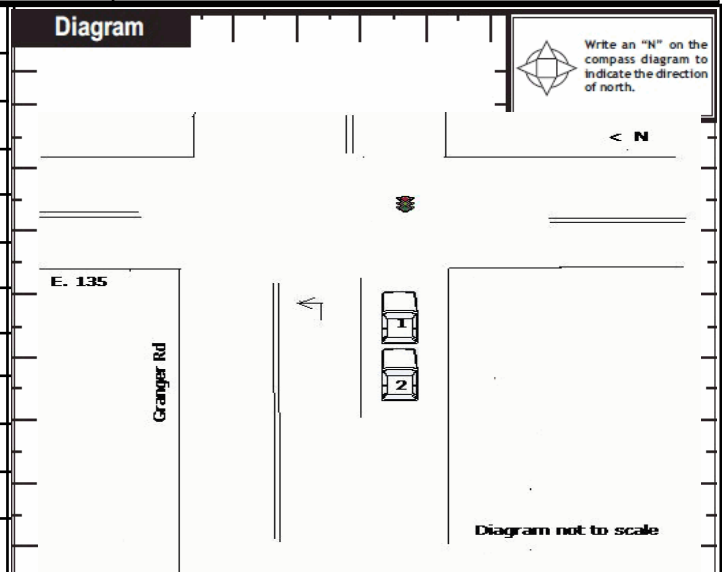 Diagram
Write an “N” on the
compass diagram to
indicate the direction
of north.
< N
E. 135
Granger Rd
1
2
Diagram not to scale